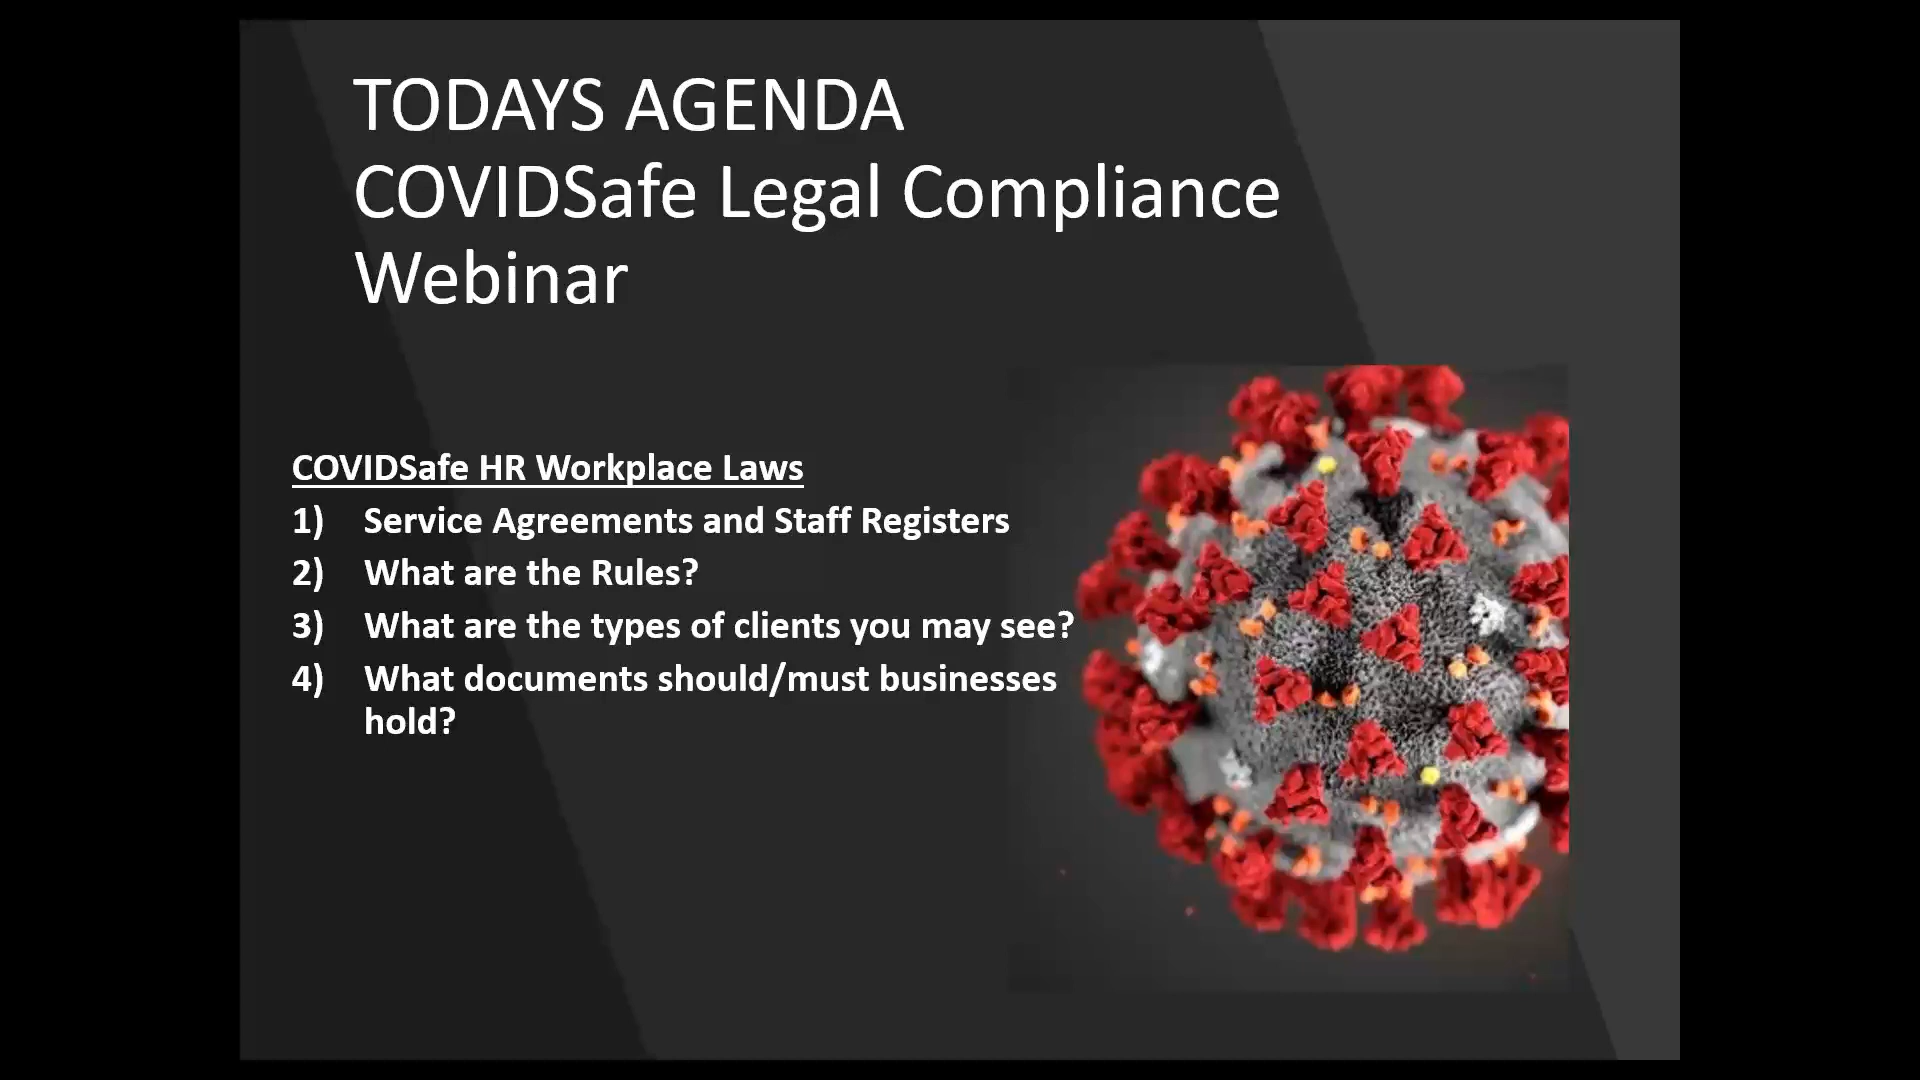 TODAYS AGENDA
COVIDSafe Legal Compliance
Webinar
COVIDSafe HR Workplace Laws
1) Service Agreements and Staff Registers
2) What are the Rules?
3) What are the types of clients you may see?
4) What documents should/must businesses
hold?